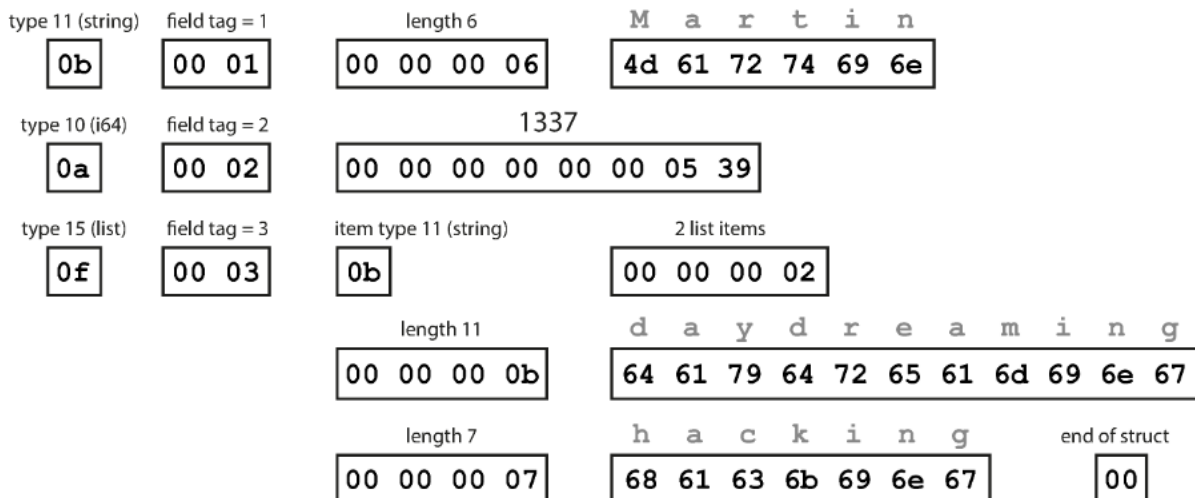 type 11 (string) field tag = 1 length 6 M a r t i n
0b 00 01 00 00 00 06 4d 61 72 74 69 6e
type 10 (i64) field tag = 2 1337
0a 00 02 00 00 00 00 00 00 05 39
type 15 (list) field tag = 3 item type 11 (string) 2 list items
0f 00 03 0b 00 00 00 02
length 11 d a y d r e a m i n g
00 00 00 0b 64 61 79 64 72 65 61 6d 69 6e 67
length 7 h a c k i n g end of struct
00 00 00 07 68 61 63 6b 69 6e 67 00